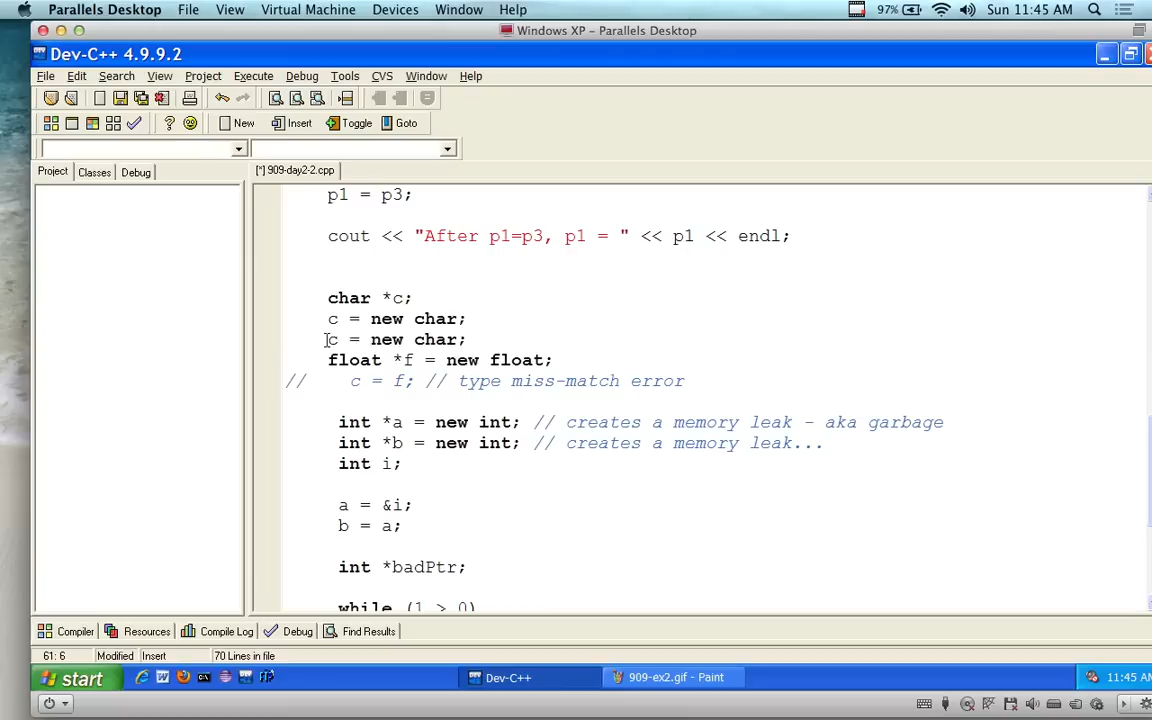 Parallels Desktop File View Virtual Machine Devices Window Help 97% Sun 11:45 AM
Windows XP – Parallels Desktop
Dev-C++ 4.9.9.2
File Edit Search View Project Execute Debug Tools CVS Window Help
New Insert Toggle Goto
Project Classes Debug [*] 909-day2-2.cpp
p1 = p3;
cout << "After p1=p3, p1 = " << p1 << endl;
char *c;
c = new char;
c = new char;
float *f = new float;
// c = f; // type miss-match error
int *a = new int; // creates a memory leak - aka garbage
int *b = new int; // creates a memory leak...
int i;
a = &i;
b = a;
int *badPtr;
while (1 > 0)
Compiler Resources Compile Log Debug Find Results
61: 6 Modified Insert 70 Lines in file
start Dev-C++ 909-ex2.gif - Paint 11:45 AM